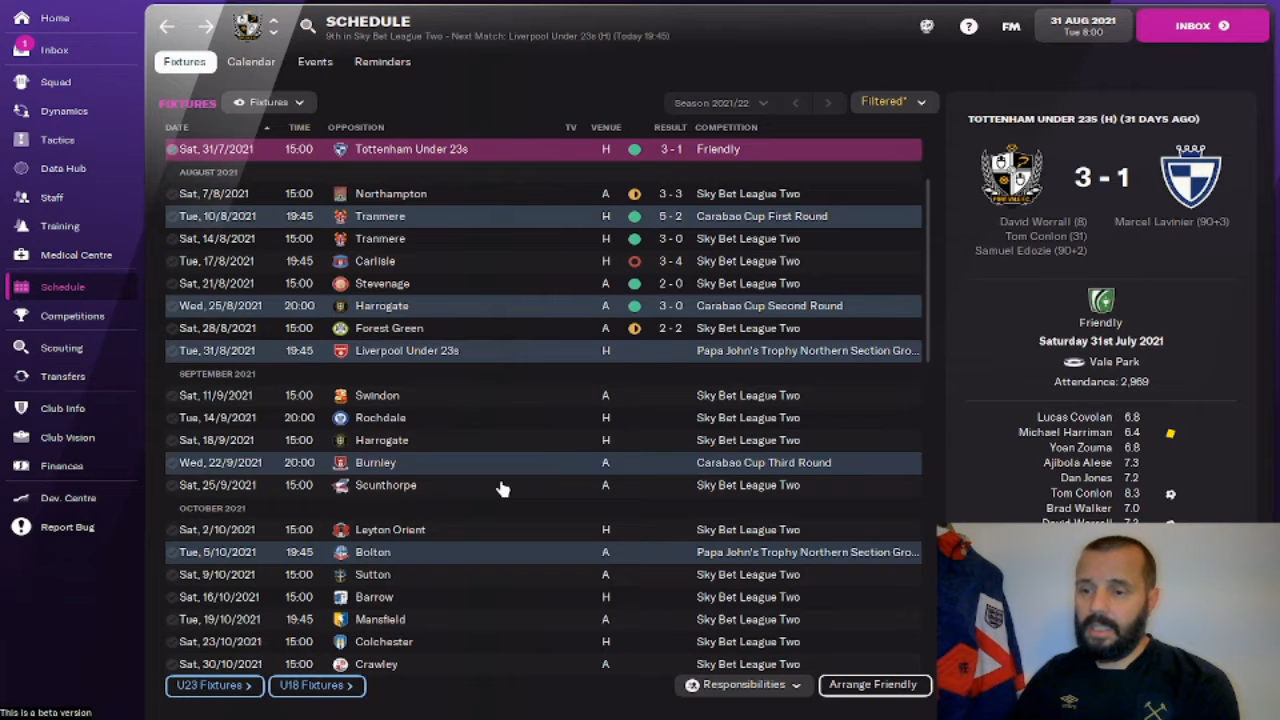 Home
1
Inbox
Squad
Dynamics
Tactics
Data Hub
Staff
Training
Medical Centre
Schedule
Competitions
Scouting
Transfers
Club Info
Club Vision
Finances
Dev. Centre
Report Bug
This is a beta version
SCHEDULE
9th in Sky Bet League Two - Next Match: Liverpool Under 23s (H) (Today 19:45)
? FM 31 AUG 2021
Tue 8:00
INBOX
Fixtures Calendar Events Reminders
FIXTURES Fixtures Season 2021/22 Filtered*
DATE TIME OPPOSITION TV VENUE RESULT COMPETITION
Sat, 31/7/2021 15:00 Tottenham Under 23s H 3 - 1 Friendly
AUGUST 2021
Sat, 7/8/2021 15:00 Northampton A 3 - 3 Sky Bet League Two
Tue, 10/8/2021 19:45 Tranmere H 5 - 2 Carabao Cup First Round
Sat, 14/8/2021 15:00 Tranmere H 3 - 0 Sky Bet League Two
Tue, 17/8/2021 19:45 Carlisle H 3 - 4 Sky Bet League Two
Sat, 21/8/2021 15:00 Stevenage A 2 - 0 Sky Bet League Two
Wed, 25/8/2021 20:00 Harrogate A 3 - 0 Carabao Cup Second Round
Sat, 28/8/2021 15:00 Forest Green A 2 - 2 Sky Bet League Two
Tue, 31/8/2021 19:45 Liverpool Under 23s H Papa John's Trophy Northern Section Gro...
SEPTEMBER 2021
Sat, 11/9/2021 15:00 Swindon A Sky Bet League Two
Tue, 14/9/2021 20:00 Rochdale H Sky Bet League Two
Sat, 18/9/2021 15:00 Harrogate H Sky Bet League Two
Wed, 22/9/2021 20:00 Burnley A Carabao Cup Third Round
Sat, 25/9/2021 15:00 Scunthorpe A Sky Bet League Two
OCTOBER 2021
Sat, 2/10/2021 15:00 Leyton Orient H Sky Bet League Two
Tue, 5/10/2021 19:45 Bolton A Papa John's Trophy Northern Section Gro...
Sat, 9/10/2021 15:00 Sutton A Sky Bet League Two
Sat, 16/10/2021 15:00 Barrow H Sky Bet League Two
Tue, 19/10/2021 19:45 Mansfield A Sky Bet League Two
Sat, 23/10/2021 15:00 Colchester H Sky Bet League Two
Sat, 30/10/2021 15:00 Crawley A Sky Bet League Two
U23 Fixtures > U18 Fixtures > Responsibilities Arrange Friendly
TOTTENHAM UNDER 23S (H) (31 DAYS AGO)
3 - 1
David Worrall (8) Marcel Lavinier (90+3)
Tom Conlon (31)
Samuel Edozie (90+2)
Friendly
Saturday 31st July 2021
Vale Park
Attendance: 2,969
Lucas Covolan 6.8
Michael Harriman 6.4
Yoan Zouma 6.8
Ajibola Alese 7.3
Dan Jones 7.2
Tom Conlon 8.3
Brad Walker 7.0